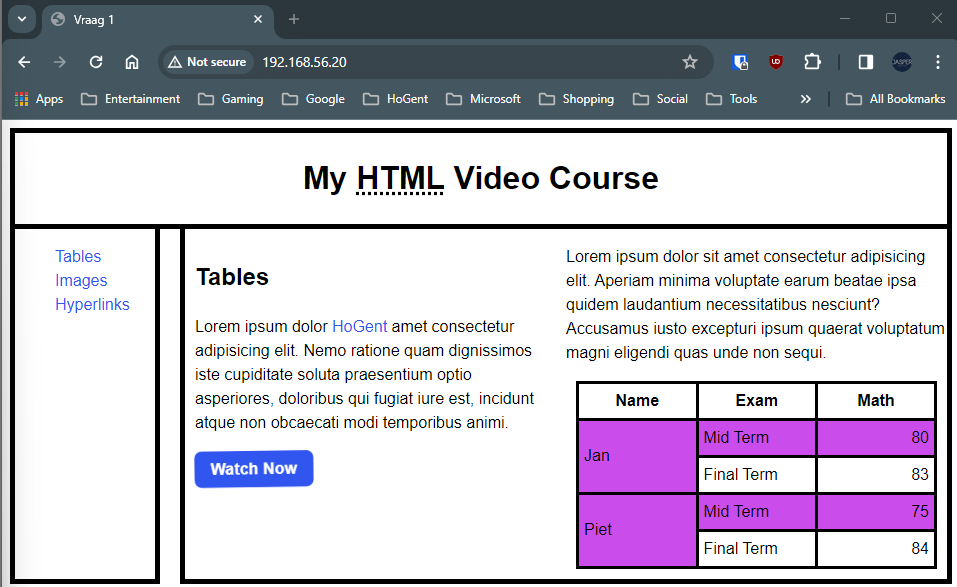 Vraag 1
Not secure 192.168.56.20
UD
JASPER
Apps Entertainment Gaming Google HoGent Microsoft Shopping Social Tools » All Bookmarks
My HTML Video Course
Tables
Images
Hyperlinks
Tables
Lorem ipsum dolor HoGent amet consectetur
adipisicing elit. Nemo ratione quam dignissimos
iste cupiditate soluta praesentium optio
asperiores, doloribus qui fugiat iure est, incidunt
atque non obcaecati modi temporibus animi.
Watch Now
Lorem ipsum dolor sit amet consectetur adipisicing
elit. Aperiam minima voluptate earum beatae ipsa
quidem laudantium necessitatibus nesciunt?
Accusamus iusto excepturi ipsum quaerat voluptatum
magni eligendi quas unde non sequi.
Name Exam Math
Jan Mid Term 80
Final Term 83
Piet Mid Term 75
Final Term 84